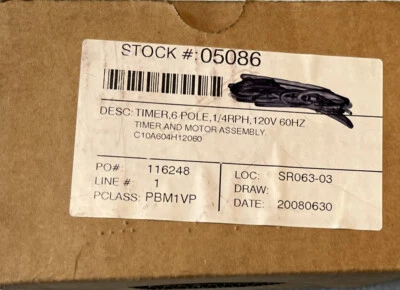 STOCK #: 05086
DESC: TIMER,6-POLE,1/4RPH,120V 60HZ
TIMER,AND MOTOR ASSEMBLY.
C10A604H12060
PO#: 116248
LINE #: 1
PCLASS: PBM1VP
LOC: SR063-03
DRAW:
DATE: 20080630